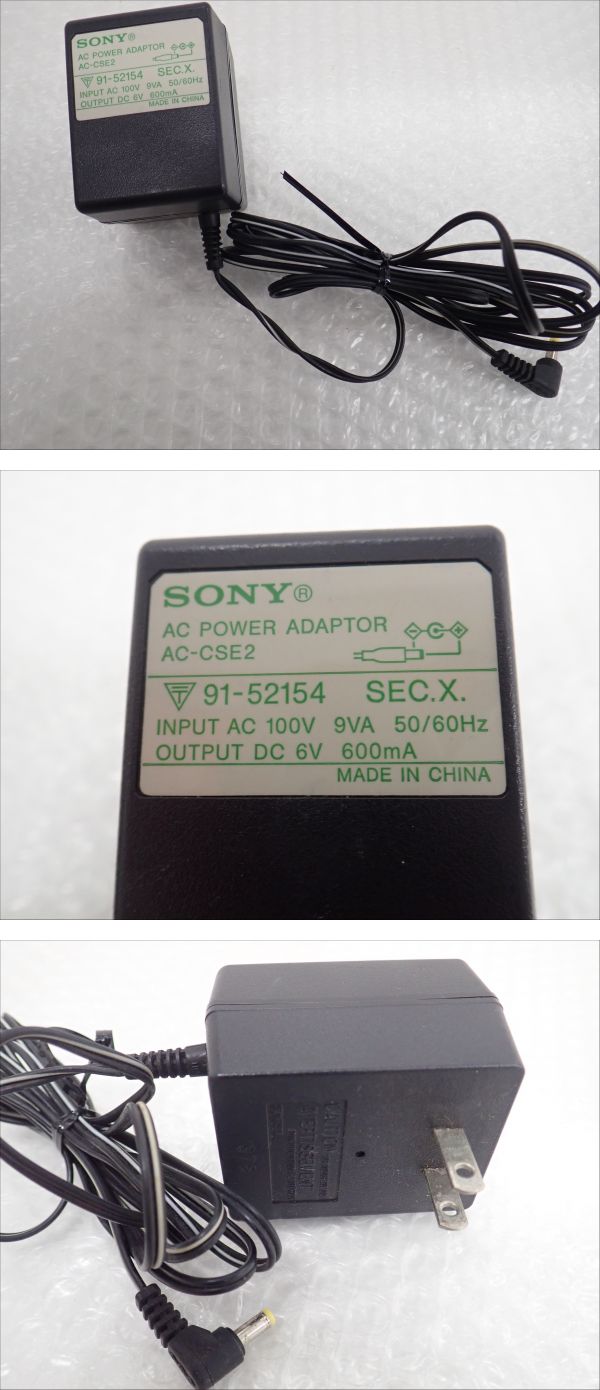 SONY®
AC POWER ADAPTOR
AC-CSE2
91-52154 SEC.X.
INPUT AC 100V 9VA 50/60Hz
OUTPUT DC 6V 600mA
MADE IN CHINA
SONY®
AC POWER ADAPTOR
AC-CSE2
91-52154 SEC.X.
INPUT AC 100V 9VA 50/60Hz
OUTPUT DC 6V 600mA
MADE IN CHINA